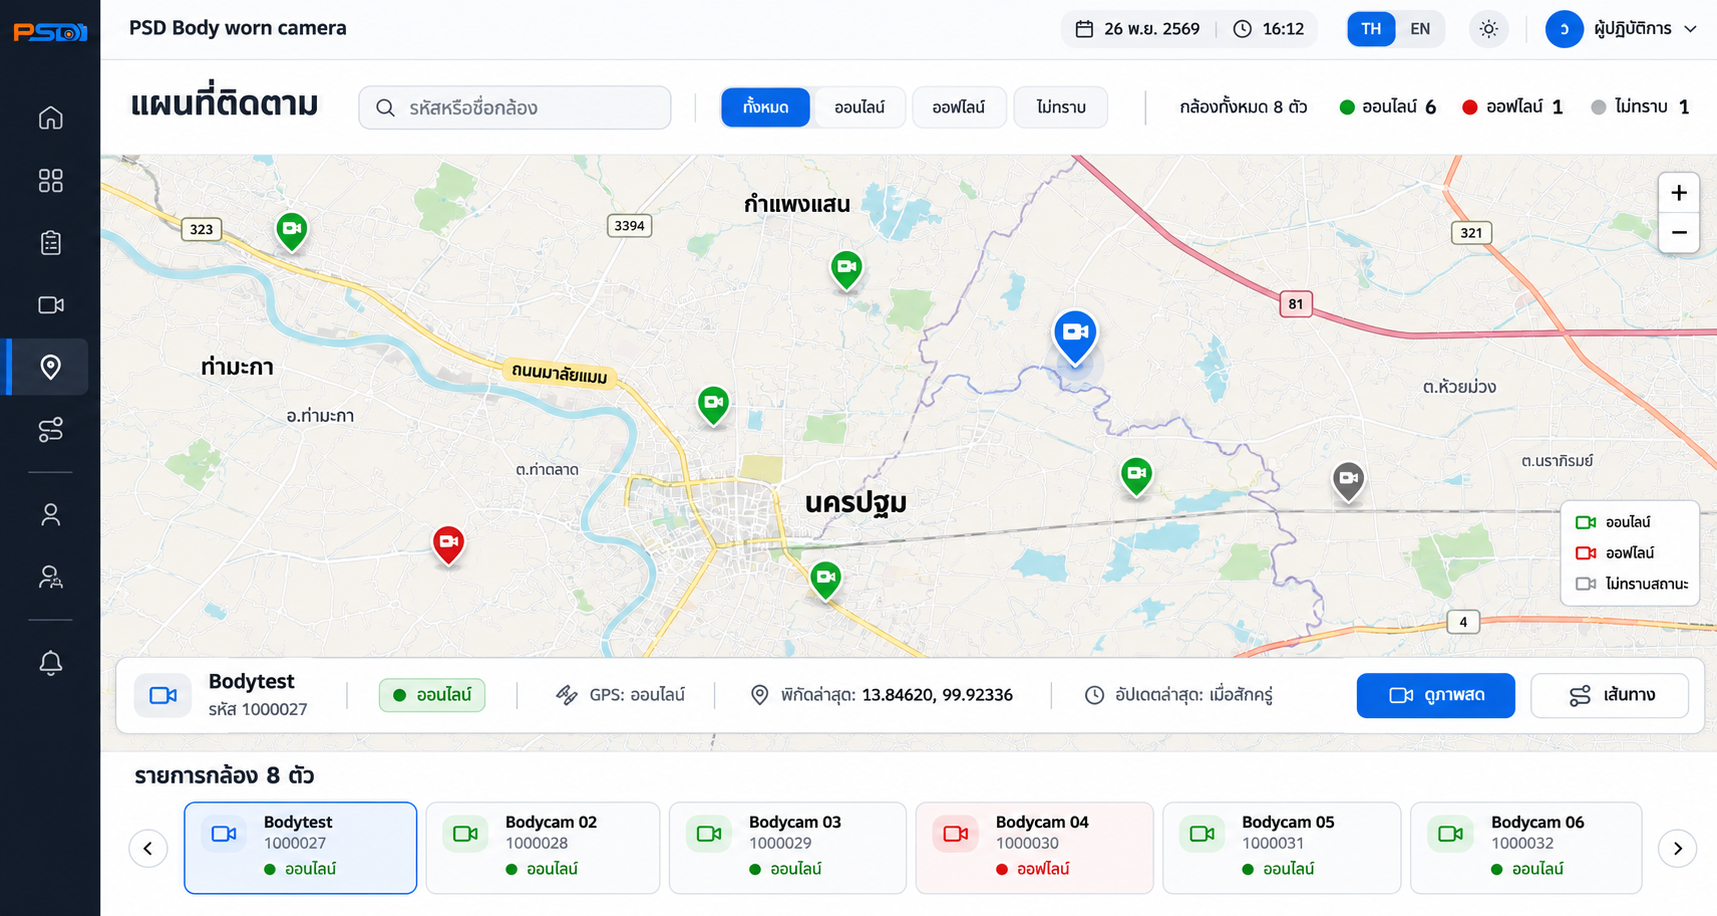 PSD
PSD Body worn camera
26 พ.ย. 2569
16:12
TH
EN
ว
ผู้ปฏิบัติการ
แผนที่ติดตาม
รหัสหรือชื่อกล้อง
ทั้งหมด
ออนไลน์
ออฟไลน์
ไม่ทราบ
กล้องทั้งหมด 8 ตัว
ออนไลน์ 6
ออฟไลน์ 1
ไม่ทราบ 1
+
−
323
3394
กำแพงแสน
321
81
ท่ามะกา
ถนนมาลัยแมม
อ.ท่ามะกา
ต.ห้วยม่วง
ต.ท่าตลาด
ต.นราภิรมย์
นครปฐม
ออนไลน์
ออฟไลน์
ไม่ทราบสถานะ
4
Bodytest
รหัส 1000027
ออนไลน์
GPS: ออนไลน์
พิกัดล่าสุด: 13.84620, 99.92336
อัปเดตล่าสุด: เมื่อสักครู่
ดูภาพสด
เส้นทาง
รายการกล้อง 8 ตัว
Bodytest
1000027
ออนไลน์
Bodycam 02
1000028
ออนไลน์
Bodycam 03
1000029
ออนไลน์
Bodycam 04
1000030
ออฟไลน์
Bodycam 05
1000031
ออนไลน์
Bodycam 06
1000032
ออนไลน์